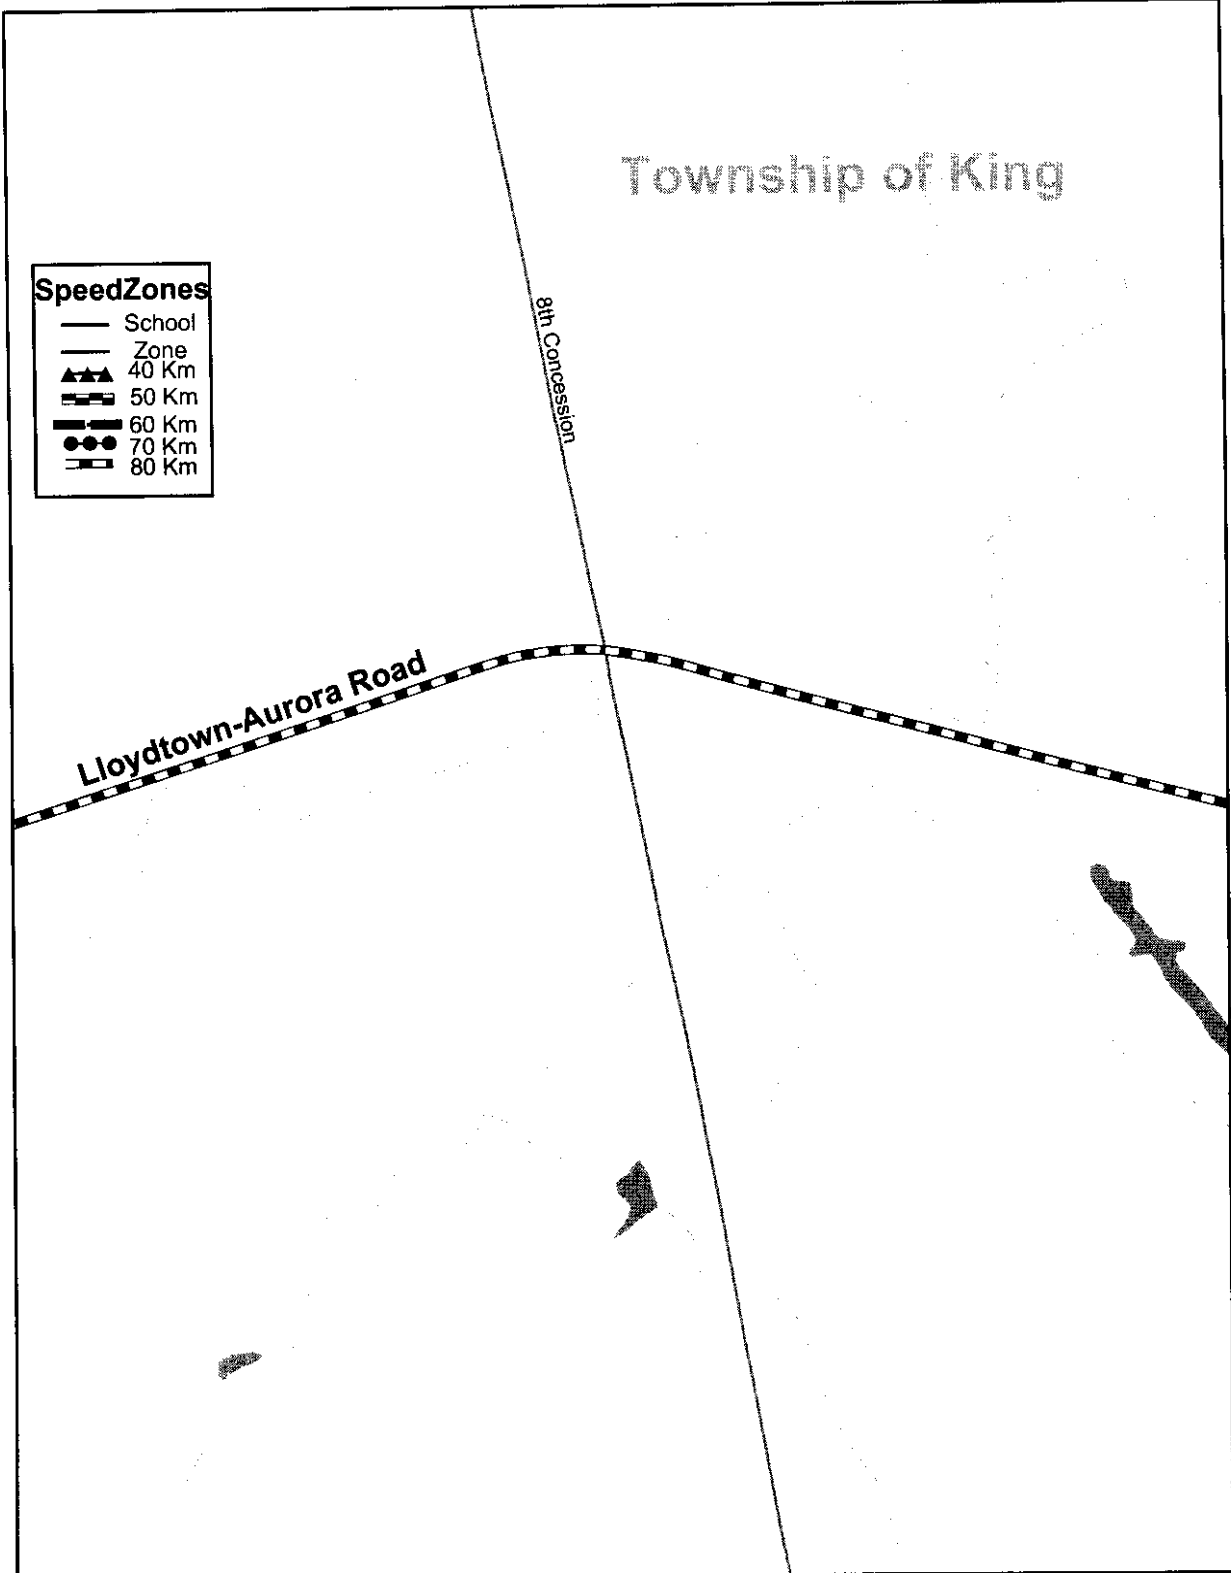 Township of King
SpeedZones
School
Zone
40 Km
50 Km
60 Km
70 Km
80 Km
8th Concession
Lloydtown-Aurora Road